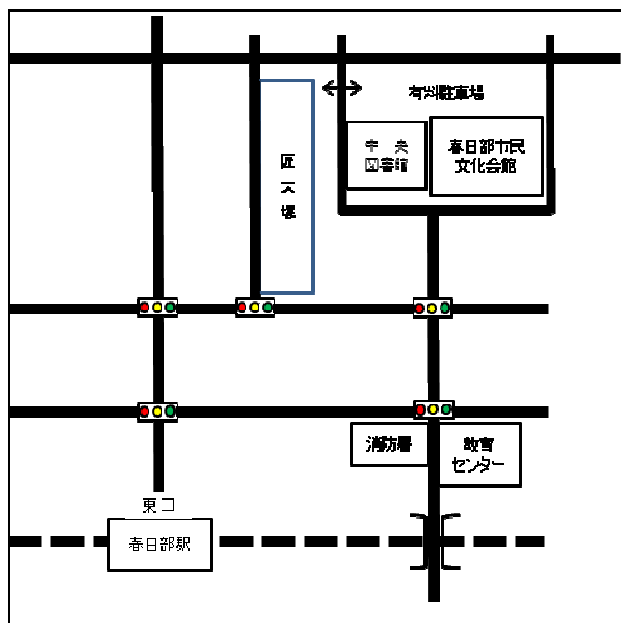 有料駐車場
中央
図書館
春日部市民
文化会館
匠大塚
消防署
教育
センター
東口
春日部駅